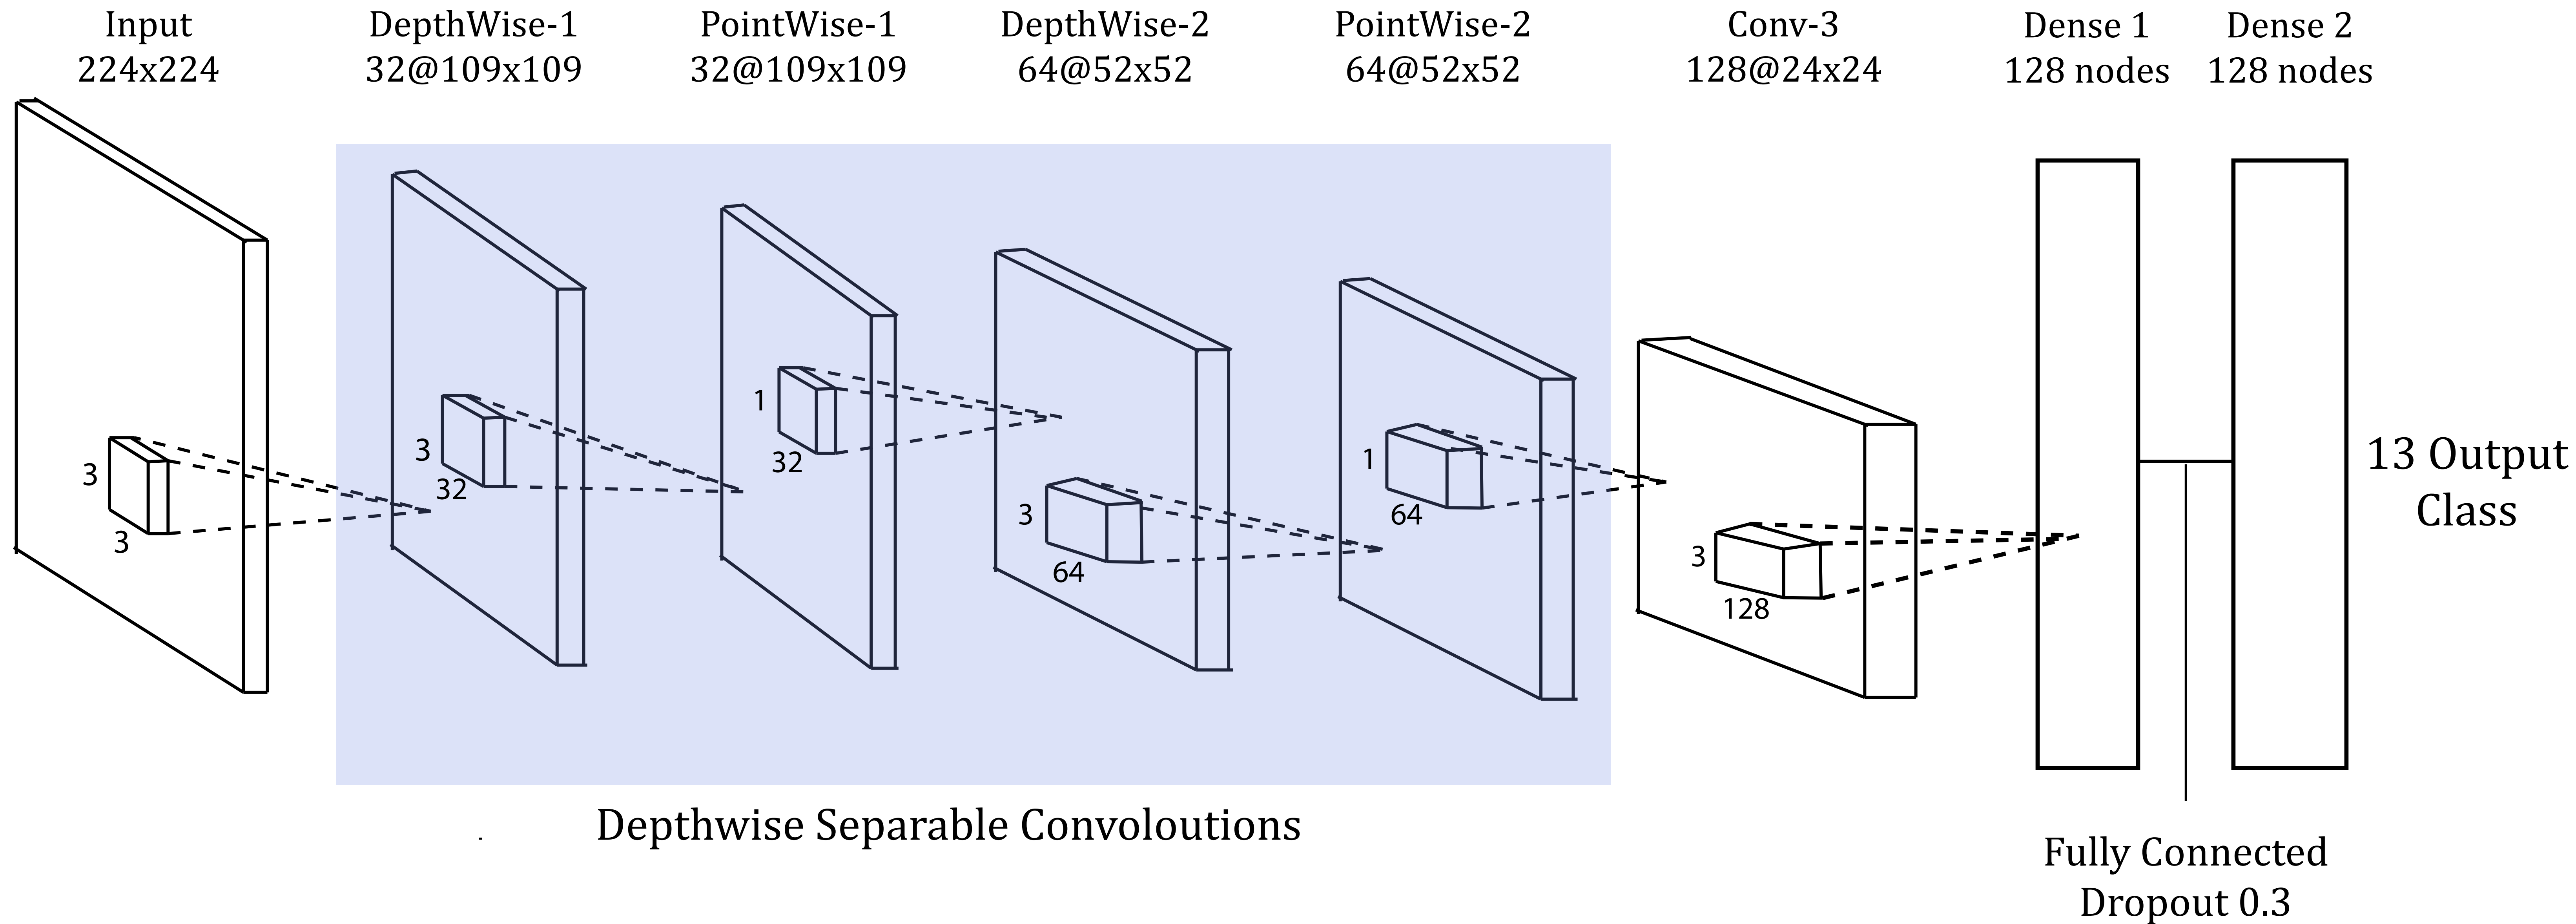 Input
224x224
DepthWise-1
32@109x109
PointWise-1
32@109x109
DepthWise-2
64@52x52
PointWise-2
64@52x52
Conv-3
128@24x24
Dense 1
128 nodes
Dense 2
128 nodes
3
3
3
32
1
32
3
64
1
64
3
128
13 Output
Class
Depthwise Separable Convoloutions
Fully Connected
Dropout 0.3